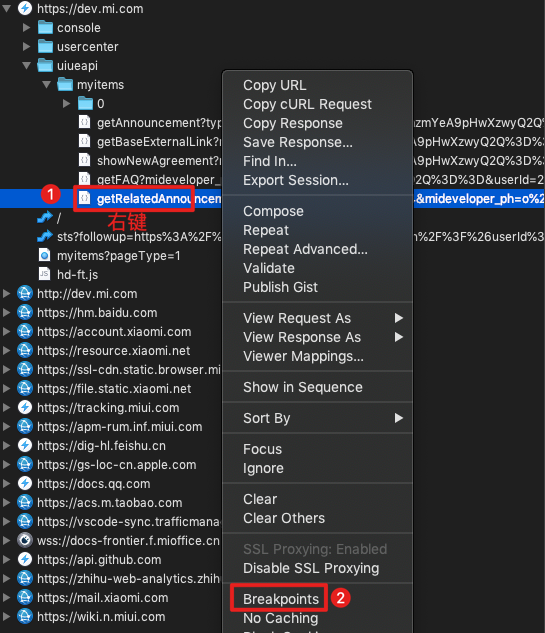 https://dev.mi.com
console
usercenter
uiueapi
myitems
0
getAnnouncement?typ
zmYeA9pHwXzwyQ2Q%
getBaseExternalLink?m
pHwXzwyQ2Q%3D%
showNewAgreement?m
A9pHwXzwyQ2Q%3
getFAQ?mideveloper_p
Q%3D%3D&userId=2
1
getRelatedAnnouncem
&mideveloper_ph=o%2
右键
/
sts?followup=https%3A%2F%
n%2F%3F%26userId%3
myitems?pageType=1
hd-ft.js
http://dev.mi.com
https://hm.baidu.com
https://account.xiaomi.com
https://resource.xiaomi.net
https://ssl-cdn.static.browser.mi
https://file.static.xiaomi.net
https://tracking.miui.com
https://apm-rum.inf.miui.com
https://dig-hl.feishu.cn
https://gs-loc-cn.apple.com
https://docs.qq.com
https://acs.m.taobao.com
https://vscode-sync.trafficmana
wss://docs-frontier.f.mioffice.cn
https://api.github.com
https://zhihu-web-analytics.zhihu
https://mail.xiaomi.com
https://wiki.n.miui.com
Copy URL
Copy cURL Request
Copy Response
Save Response...
Find In...
Export Session...
Compose
Repeat
Repeat Advanced...
Validate
Publish Gist
View Request As
View Response As
Viewer Mappings...
Show in Sequence
Sort By
Focus
Ignore
Clear
Clear Others
SSL Proxying: Enabled
Disable SSL Proxying
Breakpoints
2
No Caching